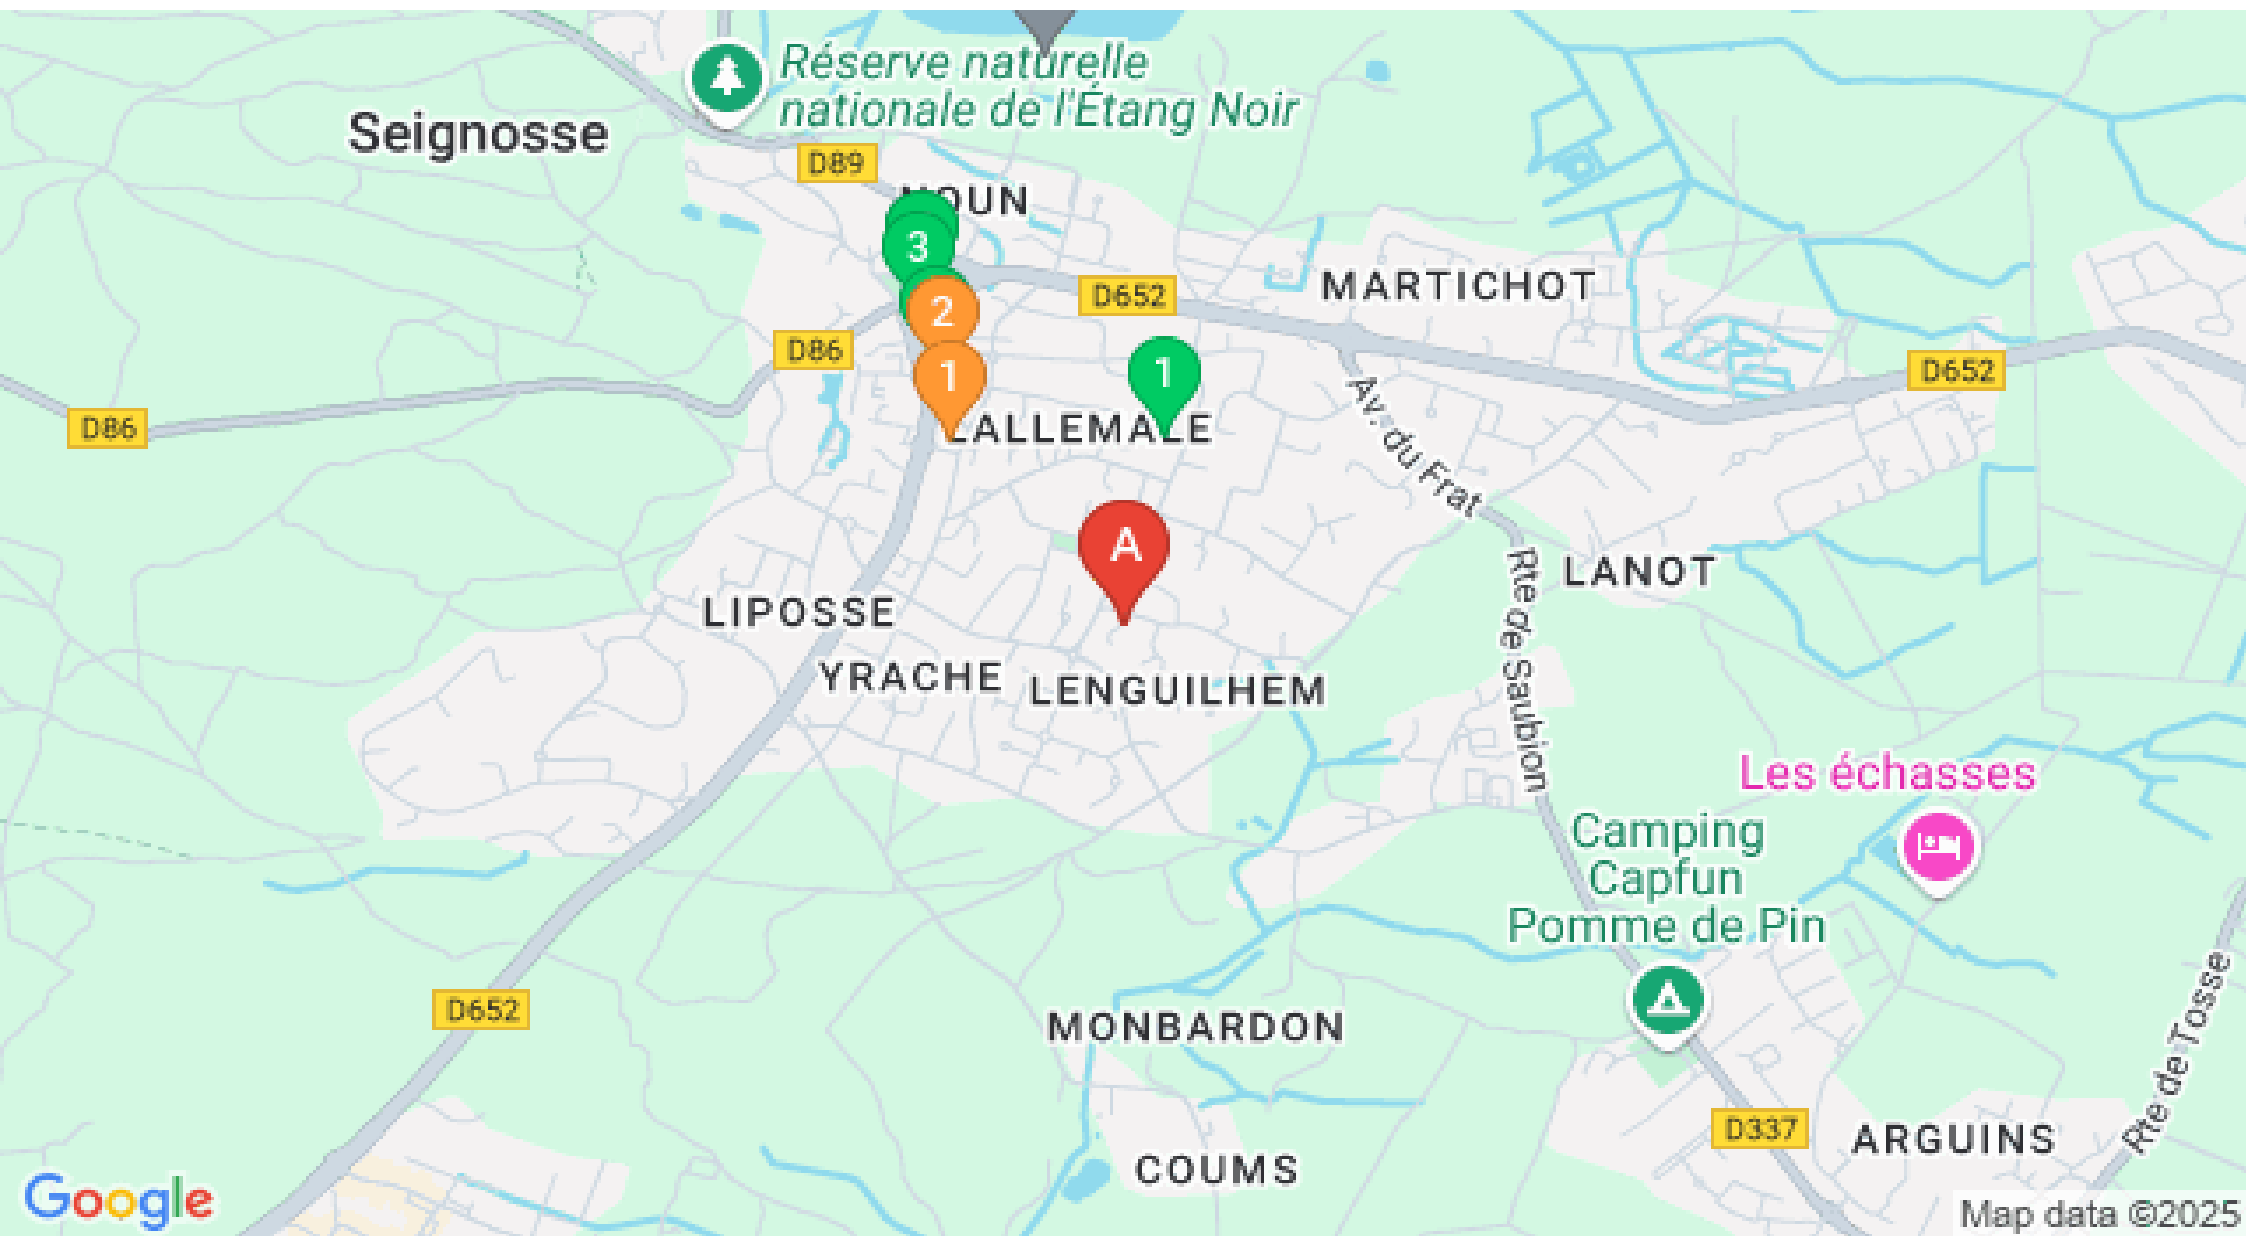 Réserve naturelle
nationale de l'Étang Noir
Seignosse
D89
OUN
3
MARTICHOT
D652
2
D86
1
1
D652
D86
LALLEMALE
Av. du Frat
A
LANOT
Rte de Saubion
LIPOSSE
YRACHE
LENGUILHEM
Les échasses
Camping
Capfun
Pomme de Pin
D652
MONBARDON
Rte de Tosse
D337
ARGUINS
COUMS
Google
Map data ©2025